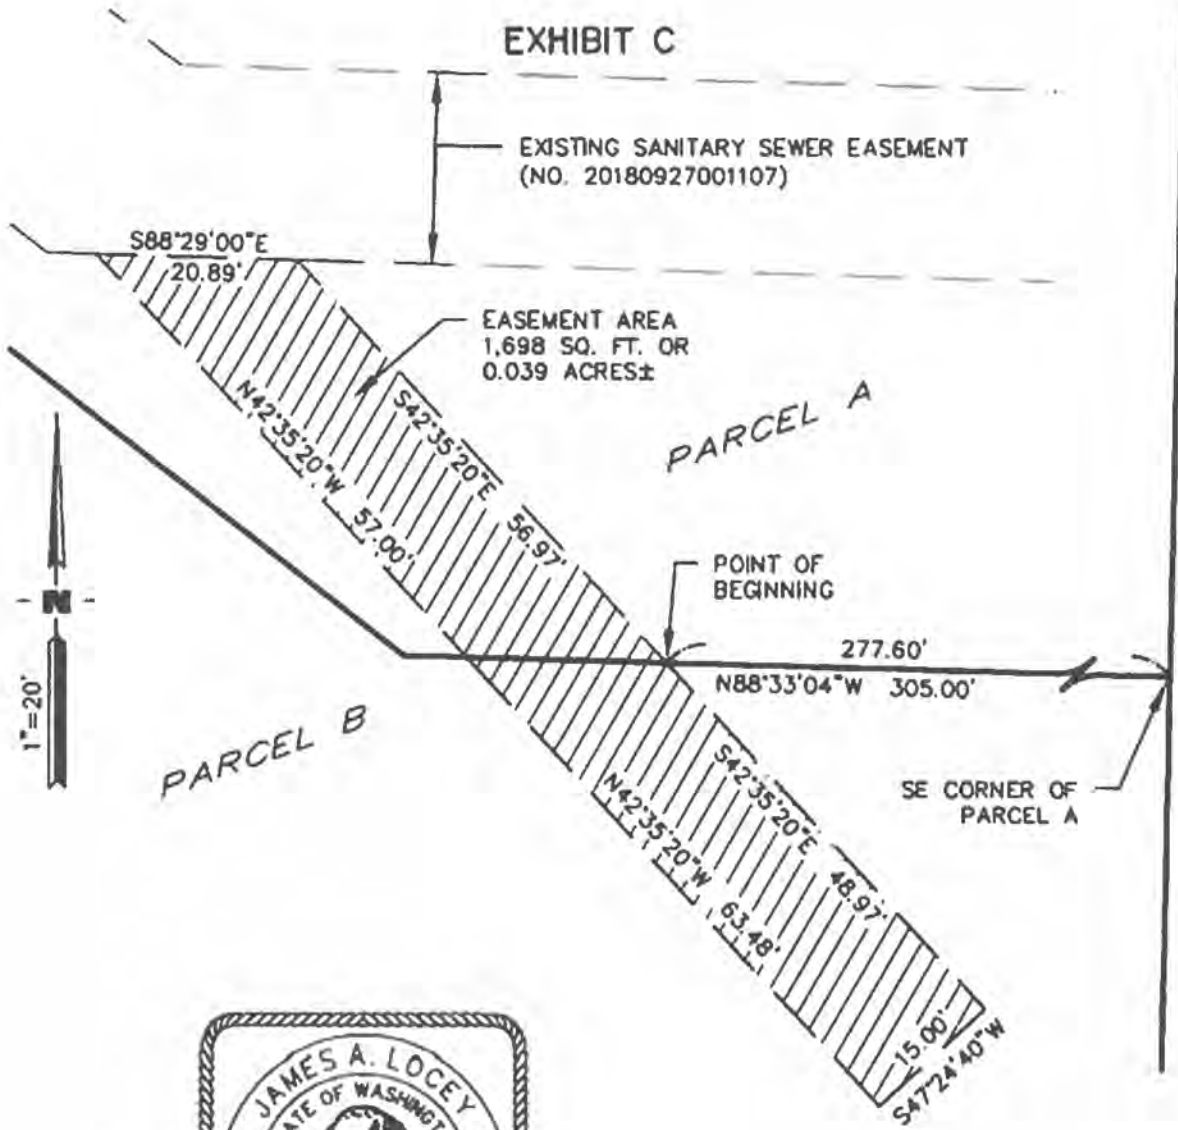 EXHIBIT C
EXISTING SANITARY SEWER EASEMENT
(NO. 20180927001107)
S88°29'00"E
20.89'
EASEMENT AREA
1,698 SQ. FT. OR
0.039 ACRES±
PARCEL A
N42°35'20"W 57.00'
S42°35'20"E 56.97'
POINT OF
BEGINNING
277.60'
N88°33'04"W 305.00'
N
1"=20'
PARCEL B
SE CORNER OF
PARCEL A
S42°35'20"E 48.97'
N42°35'20"W 63.48'
15.00'
S47°24'40"W
JAMES A. LOCEY